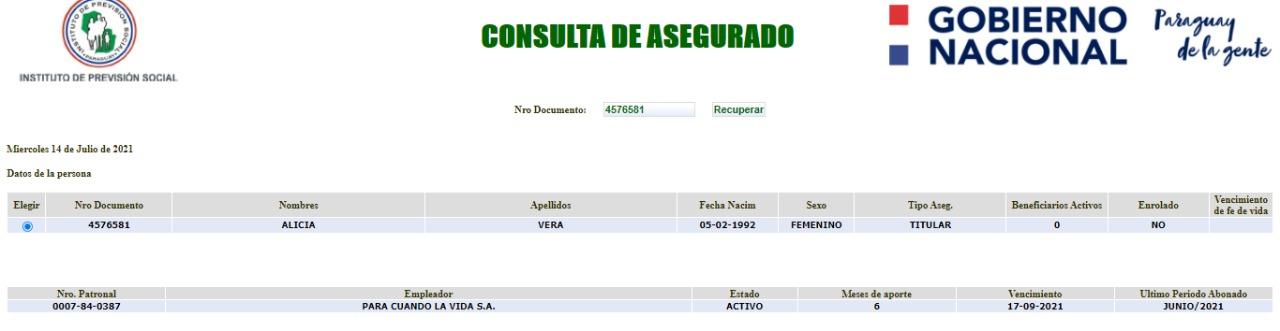 INSTITUTO DE PREVISIÓN SOCIAL
PARAGUAY
INSTITUTO DE PREVISIÓN SOCIAL
CONSULTA DE ASEGURADO
GOBIERNO
NACIONAL
Paraguay
de la gente
Nro Documento: 4576581 Recuperar
Miercoles 14 de Julio de 2021
Datos de la persona
Elegir Nro Documento Nombres Apellidos Fecha Nacim Sexo Tipo Aseg. Beneficiarios Activos Enrolado Vencimiento de fe de vida
4576581 ALICIA VERA 05-02-1992 FEMENINO TITULAR 0 NO
Nro. Patronal Empleador Estado Meses de aporte Vencimiento Ultimo Periodo Abonado
0007-84-0387 PARA CUANDO LA VIDA S.A. ACTIVO 6 17-09-2021 JUNIO/2021